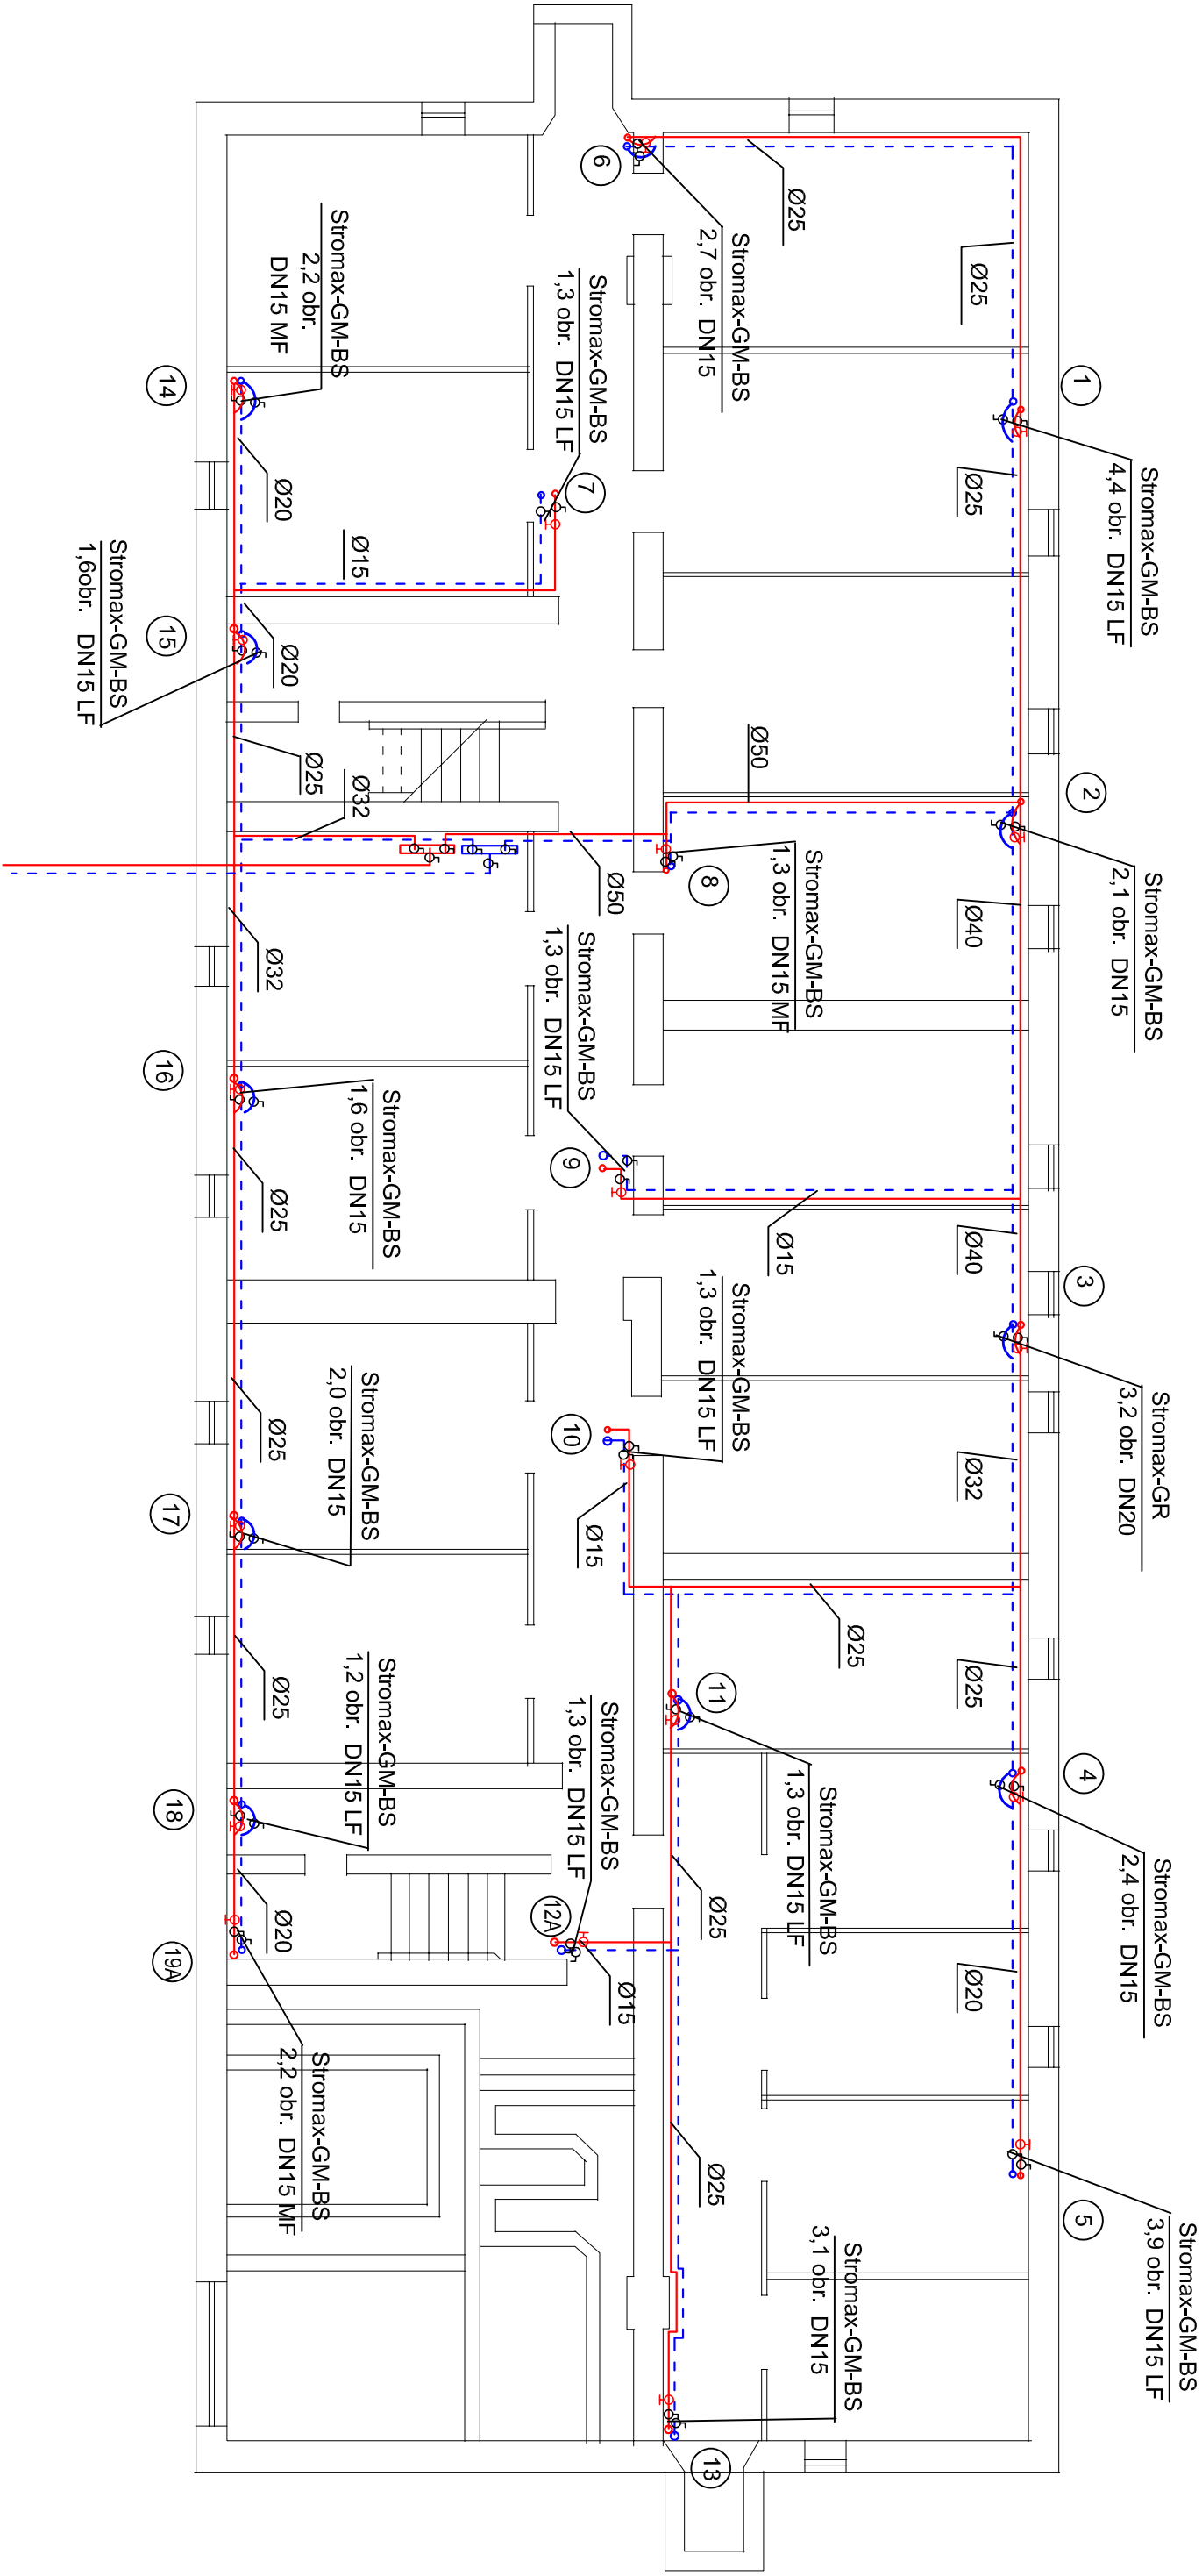 1
Stromax-GM-BS
4,4 obr. DN15 LF
2
Stromax-GM-BS
2,1 obr. DN15
3
Stromax-GR
3,2 obr. DN20
4
Stromax-GM-BS
2,4 obr. DN15
5
Stromax-GM-BS
3,9 obr. DN15 LF
Ø25
Ø25
Ø40
Ø40
Ø32
Ø25
Ø20
6
Ø25
Stromax-GM-BS
2,7 obr. DN15
7
Stromax-GM-BS
1,3 obr. DN15 LF
Ø50
8
Stromax-GM-BS
1,3 obr. DN15 MF
Ø50
9
Stromax-GM-BS
1,3 obr. DN15 LF
Ø15
10
Stromax-GM-BS
1,3 obr. DN15 LF
Ø15
Ø25
11
Stromax-GM-BS
1,3 obr. DN15 LF
12A
Stromax-GM-BS
1,3 obr. DN15 LF
Ø15
Ø25
Ø25
13
Stromax-GM-BS
3,1 obr. DN15
Stromax-GM-BS
2,2 obr.
DN15 MF
14
Ø20
Ø15
15
Stromax-GM-BS
1,6obr. DN15 LF
Ø20
Ø25
Ø32
Ø32
16
Stromax-GM-BS
1,6 obr. DN15
Ø25
Ø25
17
Stromax-GM-BS
2,0 obr. DN15
Ø25
18
Stromax-GM-BS
1,2 obr. DN15 LF
Ø20
19A
Stromax-GM-BS
2,2 obr. DN15 MF